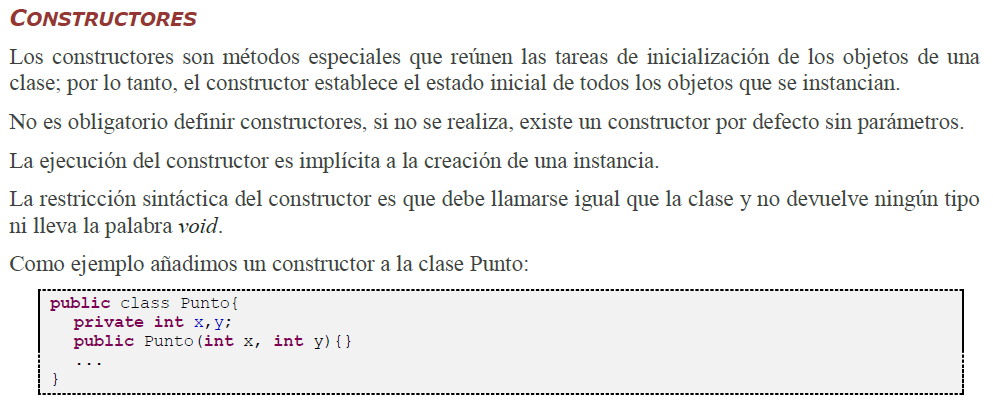 CONSTRUCTORES
Los constructores son métodos especiales que reúnen las tareas de inicialización de los objetos de una
clase; por lo tanto, el constructor establece el estado inicial de todos los objetos que se instancian.
No es obligatorio definir constructores, si no se realiza, existe un constructor por defecto sin parámetros.
La ejecución del constructor es implícita a la creación de una instancia.
La restricción sintáctica del constructor es que debe llamarse igual que la clase y no devuelve ningún tipo
ni lleva la palabra void.
Como ejemplo añadimos un constructor a la clase Punto:
public class Punto{
private int x,y;
public Punto(int x, int y){}
...
}